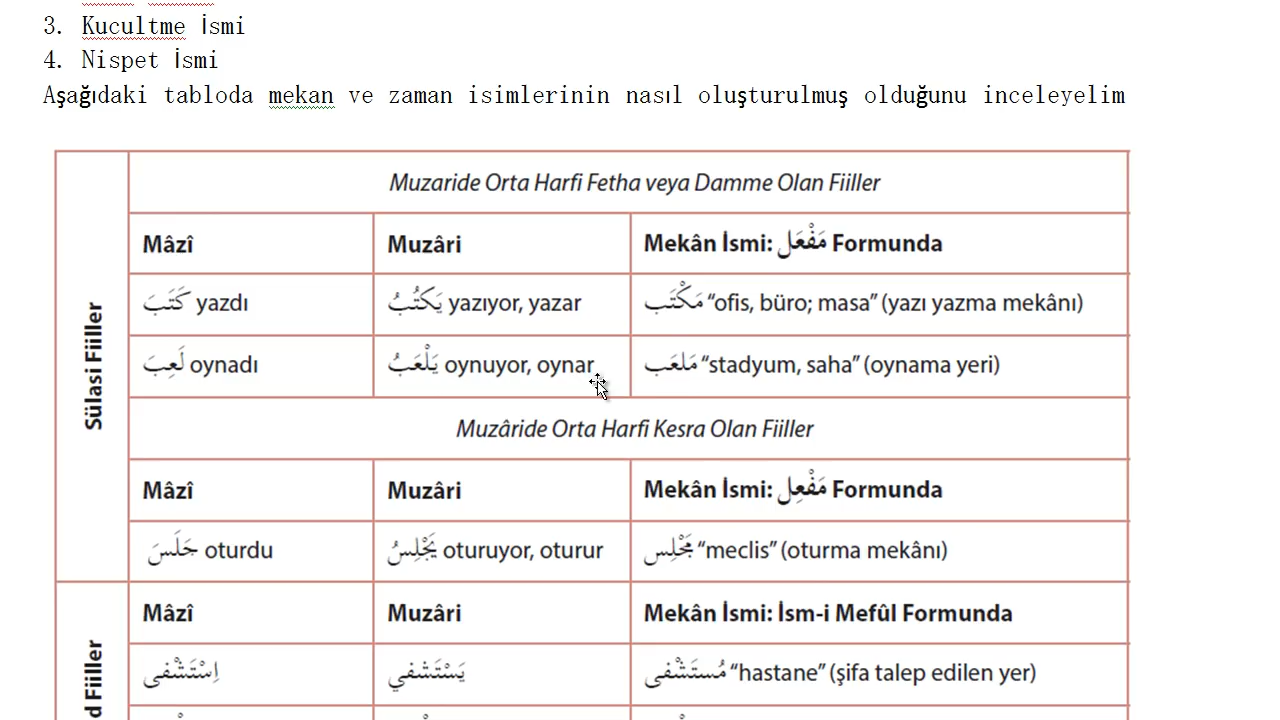 3. Kucultme İsmi
4. Nispet İsmi
Aşağıdaki tabloda mekan ve zaman isimlerinin nasıl oluşturulmuş olduğunu inceleyelim
Sülasi Fiiller
Muzaride Orta Harfi Fetha veya Damme Olan Fiiller
Mâzî Muzâri Mekân İsmi: مَفْعَل Formunda
كَتَبَ yazdı يَكْتُبُ yazıyor, yazar مَكْتَب “ofis, büro; masa” (yazı yazma mekânı)
لَعِبَ oynadı يَلْعَبُ oynuyor, oynar مَلعَب “stadyum, saha” (oynama yeri)
Muzâride Orta Harfi Kesra Olan Fiiller
Mâzî Muzâri Mekân İsmi: مَفْعِل Formunda
جَلَسَ oturdu يَجْلِسُ oturuyor, oturur مَجْلِس “meclis” (oturma mekânı)
d Fiiller
Mâzî Muzâri Mekân İsmi: İsm-i Mefûl Formunda
اِسْتَشْفى يَسْتَشفي مُستَشْفى “hastane” (şifa talep edilen yer)